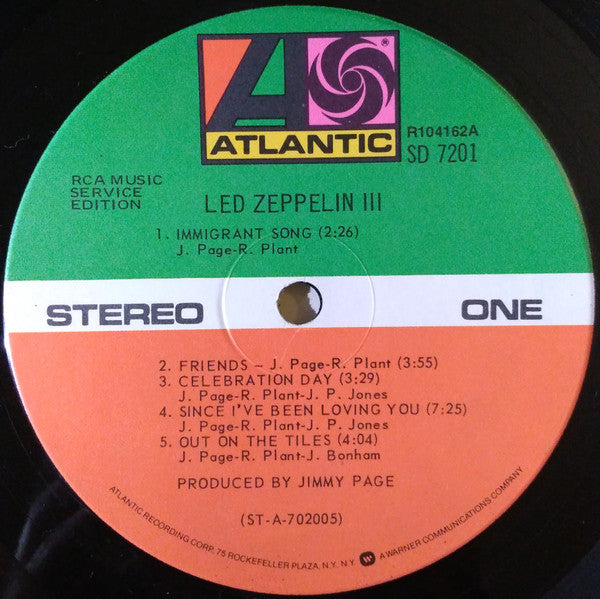 ATLANTIC
R104162A
SD 7201
RCA MUSIC
SERVICE
EDITION
LED ZEPPELIN III
1. IMMIGRANT SONG (2:26)
J. Page-R. Plant
STEREO
ONE
2. FRIENDS - J. Page-R. Plant (3:55)
3. CELEBRATION DAY (3:29)
J. Page-R. Plant-J. P. Jones
4. SINCE I'VE BEEN LOVING YOU (7:25)
J. Page-R. Plant-J. P. Jones
5. OUT ON THE TILES (4:04)
J. Page-R. Plant-J. Bonham
PRODUCED BY JIMMY PAGE
(ST-A-702005)
ATLANTIC RECORDING CORP. 75 ROCKEFELLER PLAZA, N.Y. N.Y. A WARNER COMMUNICATIONS COMPANY